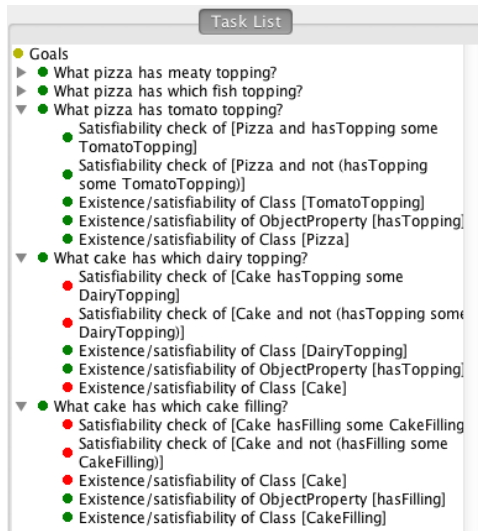 Task List
Goals
What pizza has meaty topping?
What pizza has which fish topping?
What pizza has tomato topping?
Satisfiability check of [Pizza and hasTopping some
TomatoTopping]
Satisfiability check of [Pizza and not (hasTopping
some TomatoTopping)]
Existence/satisfiability of Class [TomatoTopping]
Existence/satisfiability of ObjectProperty [hasTopping]
Existence/satisfiability of Class [Pizza]
What cake has which dairy topping?
Satisfiability check of [Cake hasTopping some
DairyTopping]
Satisfiability check of [Cake and not (hasTopping some
DairyTopping)]
Existence/satisfiability of Class [DairyTopping]
Existence/satisfiability of ObjectProperty [hasTopping]
Existence/satisfiability of Class [Cake]
What cake has which cake filling?
Satisfiability check of [Cake hasFilling some CakeFilling
Satisfiability check of [Cake and not (hasFilling some
CakeFilling)]
Existence/satisfiability of Class [Cake]
Existence/satisfiability of ObjectProperty [hasFilling]
Existence/satisfiability of Class [CakeFilling]